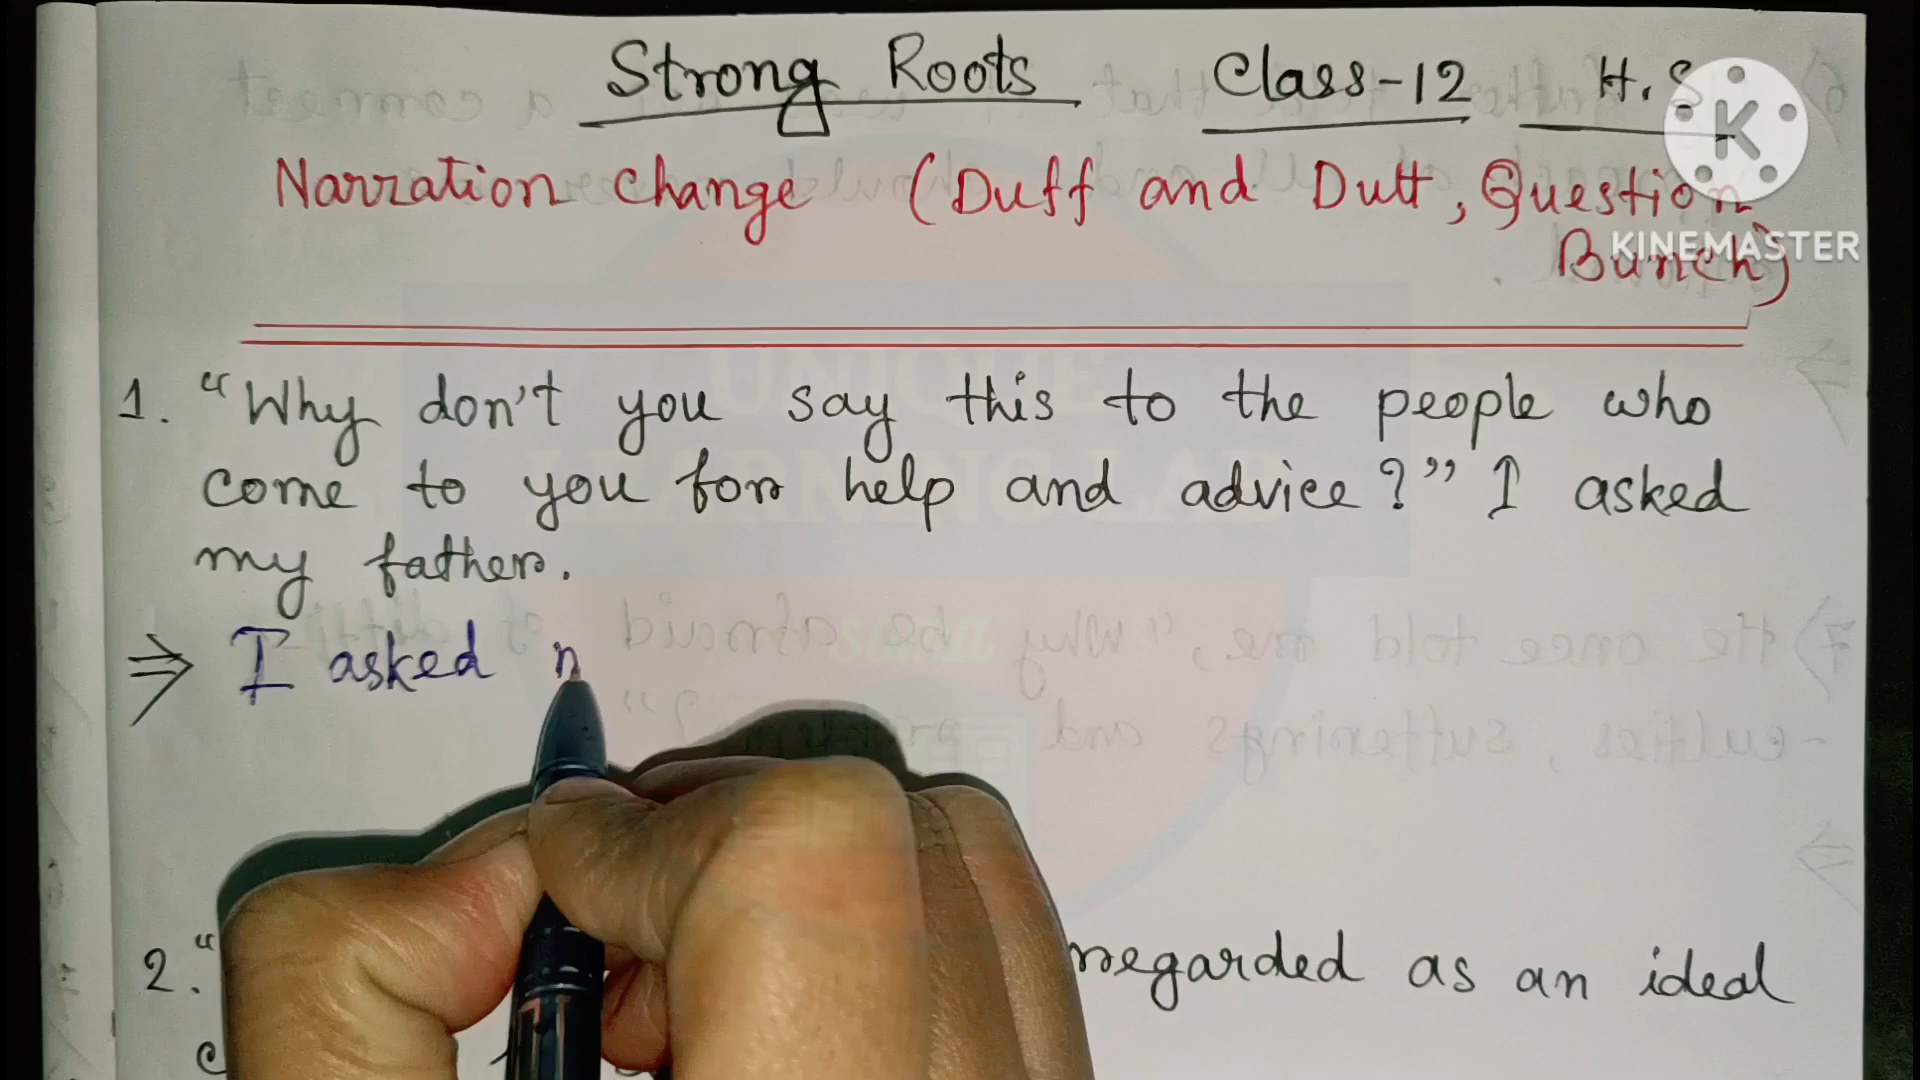 Strong Roots Class-12 H.S
Narration Change (Duff and Dutt, Question
Bunch)
KINEMASTER
1. "Why don't you say this to the people who
come to you for help and advice?" I asked
my father.
⇒ I asked
2. " regarded as an ideal